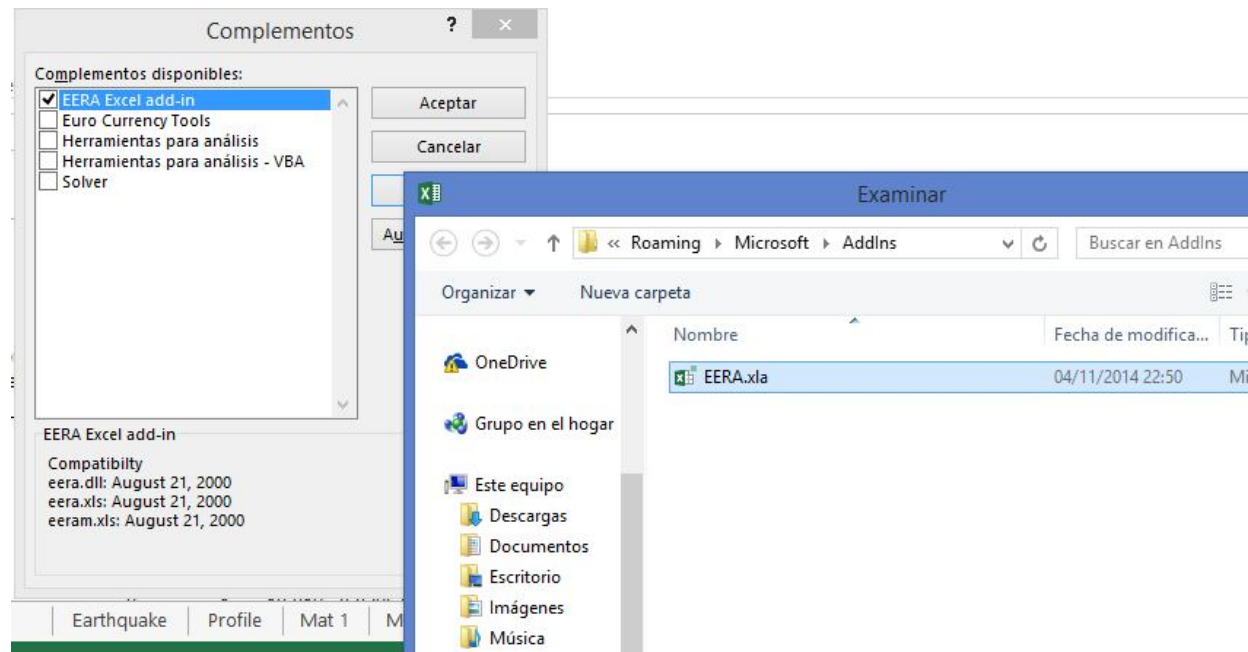 Complementos
?
Complementos disponibles:
EERA Excel add-in
Euro Currency Tools
Herramientas para análisis
Herramientas para análisis - VBA
Solver
Aceptar
Cancelar
Au
EERA Excel add-in
Compatibilty
eera.dll: August 21, 2000
eera.xls: August 21, 2000
eeram.xls: August 21, 2000
Earthquake
Profile
Mat 1
M
Examinar
« Roaming Microsoft AddIns
Buscar en AddIns
Organizar
Nueva carpeta
Nombre
Fecha de modifica...
Tip
EERA.xla
04/11/2014 22:50
Mi
OneDrive
Grupo en el hogar
Este equipo
Descargas
Documentos
Escritorio
Imágenes
Música